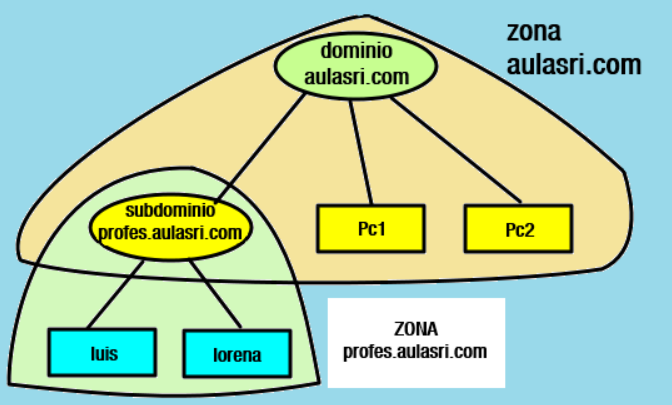 zona
aulasri.com
dominio
aulasri.com
subdominio
profes.aulasri.com
Pc1
Pc2
ZONA
profes.aulasri.com
luis
lorena